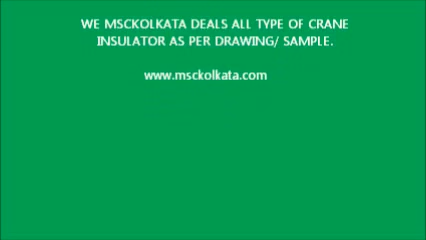 WE MSCKOLKATA DEALS ALL TYPE OF CRANE
INSULATOR AS PER DRAWING/ SAMPLE.
www.msckolkata.com